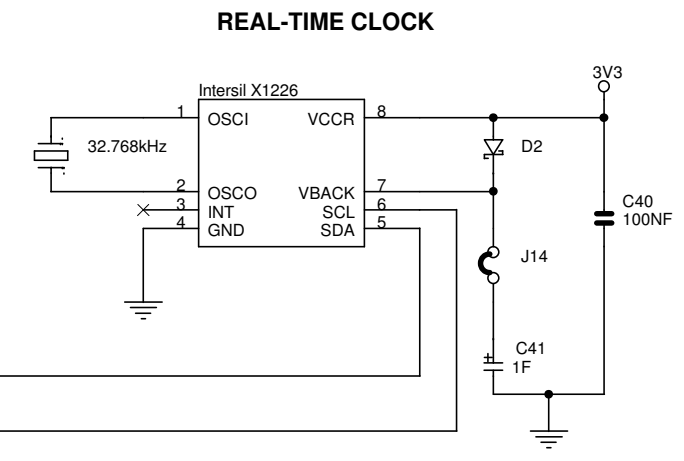 REAL-TIME CLOCK
3V3
Intersil X1226
1 OSCI VCCR 8
32.768kHz
D2
2 OSCO VBACK 7
3 INT SCL 6
4 GND SDA 5
C40
100NF
J14
C41
1F